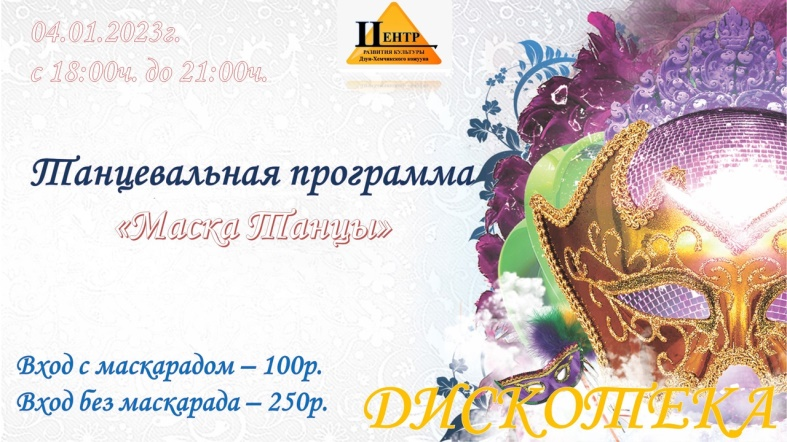 04.01.2023г.
с 18:00ч. до 21:00ч.
ЦЕНТР
РАЗВИТИЯ КУЛЬТУРЫ
Дзун-Хемчикского кожууна
Танцевальная программа
«Маска Танцы»
Вход с маскарадом – 100р.
Вход без маскарада – 250р.
ДИСКОТЕКА